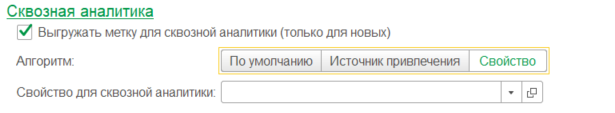 Сквозная аналитика
Выгружать метку для сквозной аналитики (только для новых)
Алгоритм: По умолчанию Источник привлечения Свойство
Свойство для сквозной аналитики: